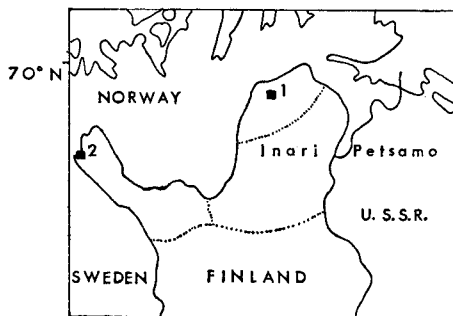 70° N
NORWAY
1
2
Inari
Petsamo
U.S.S.R.
SWEDEN
FINLAND